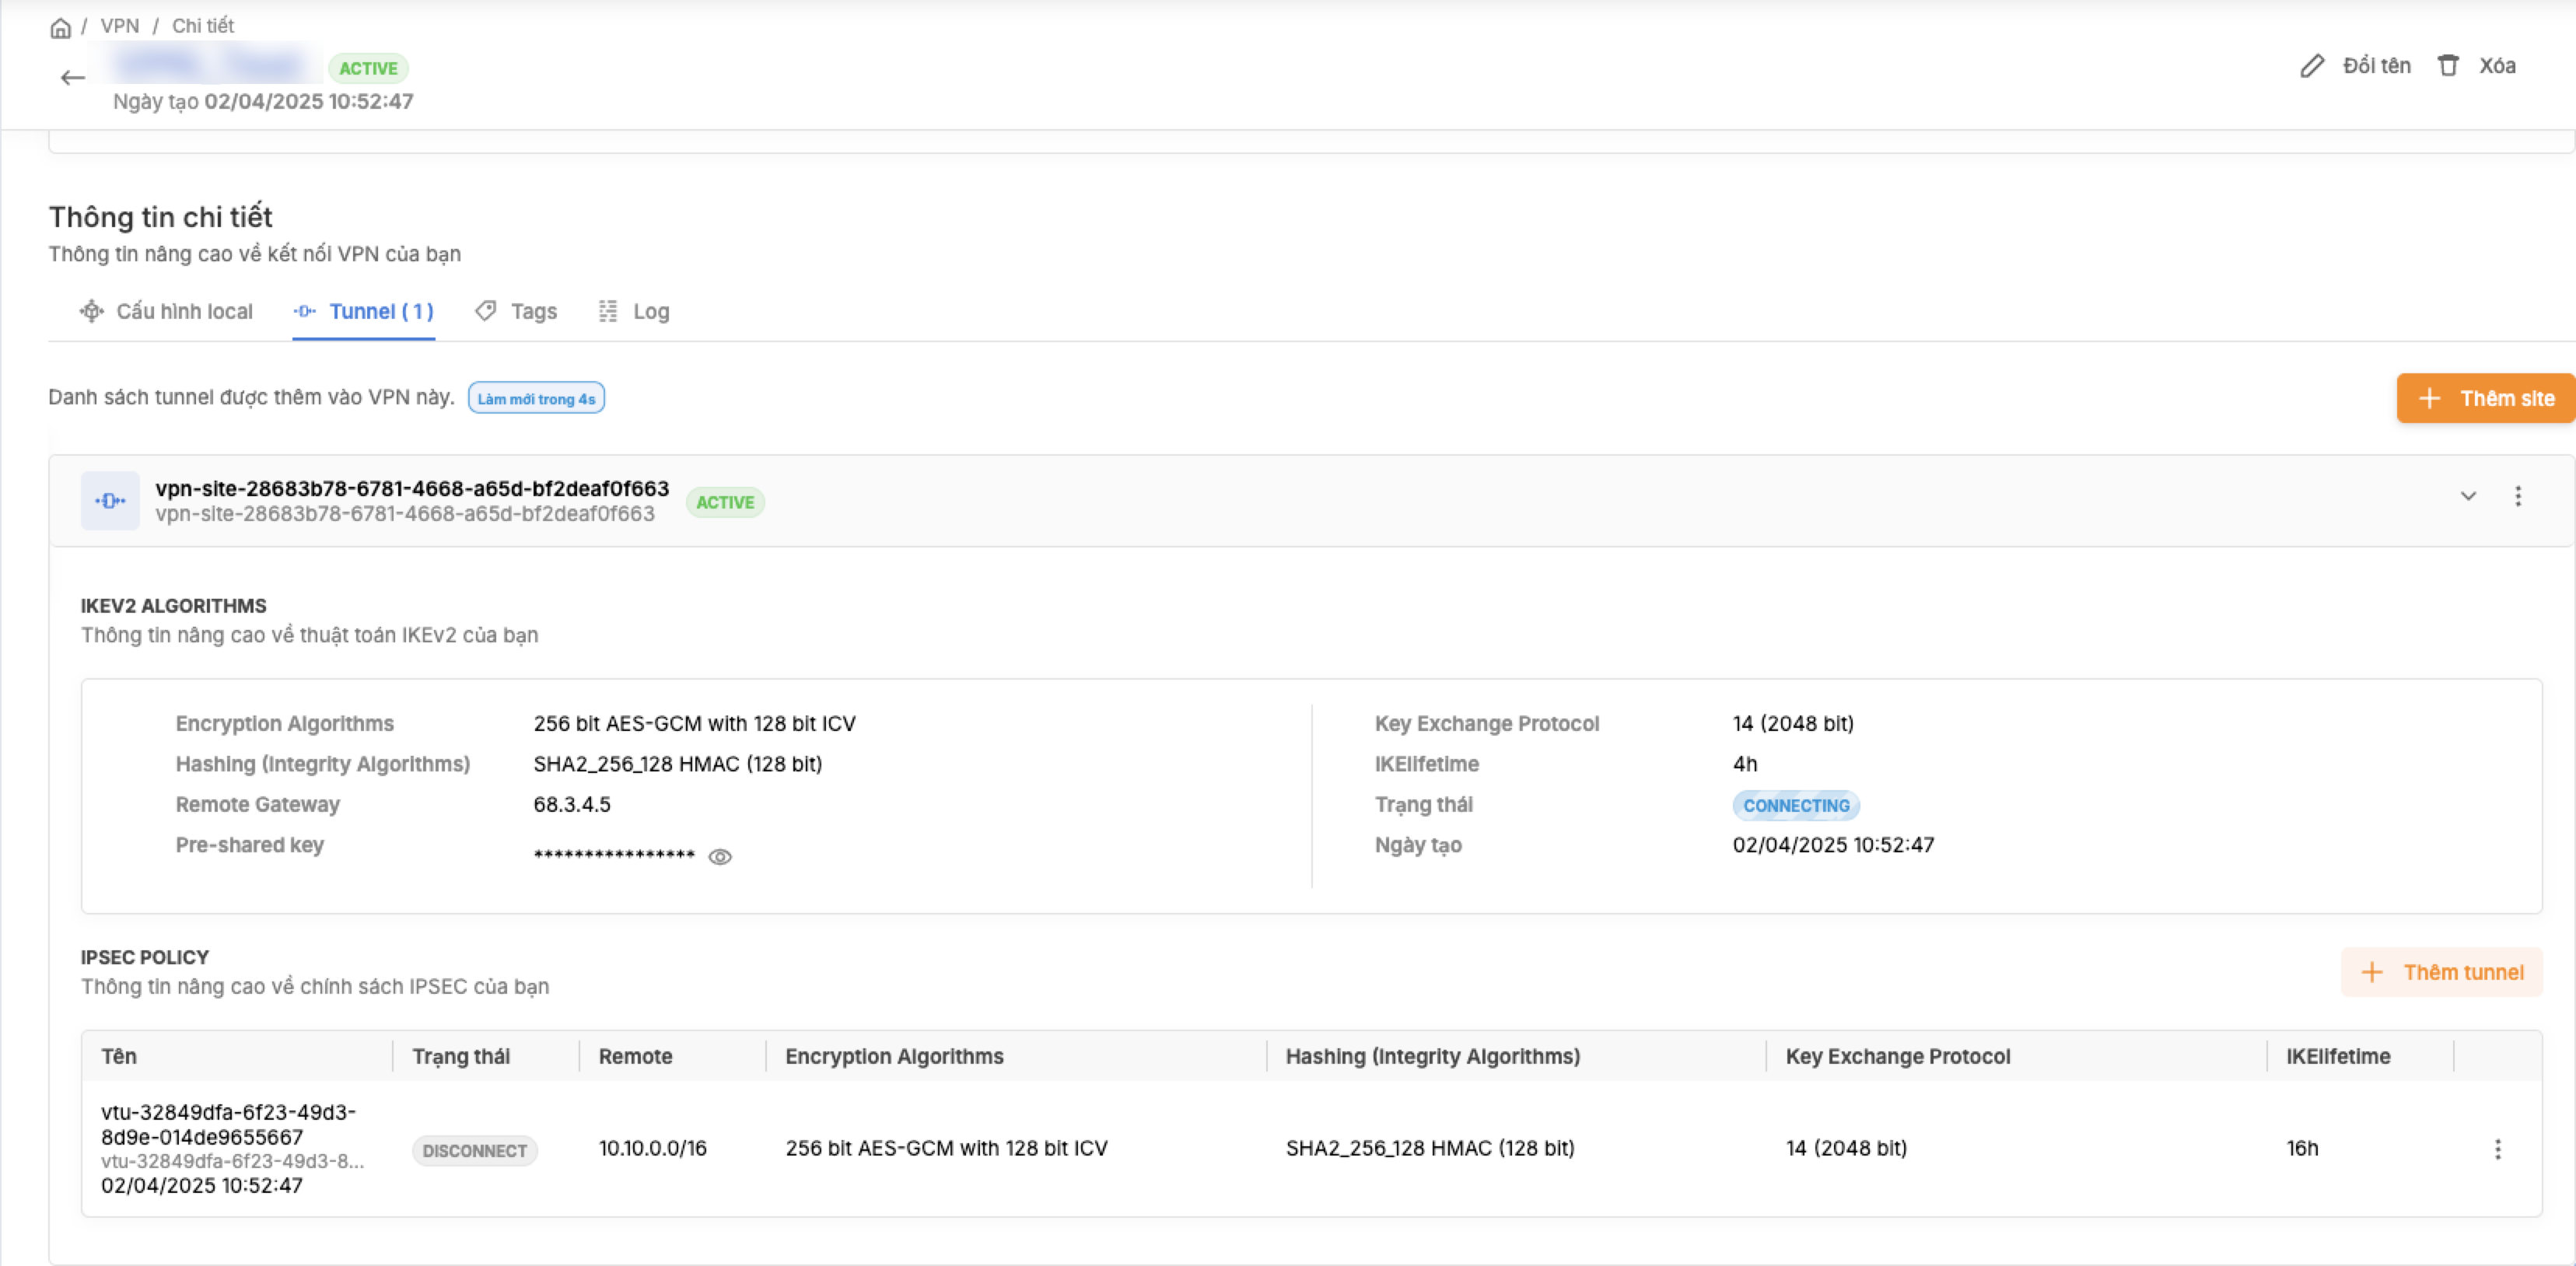 / VPN / Chi tiết
ACTIVE
Ngày tạo 02/04/2025 10:52:47
Đổi tên
Xóa
Thông tin chi tiết
Thông tin nâng cao về kết nối VPN của bạn
Cấu hình local
Tunnel ( 1 )
Tags
Log
Danh sách tunnel được thêm vào VPN này.
Làm mới trong 4s
Thêm site
vpn-site-28683b78-6781-4668-a65d-bf2deaf0f663
vpn-site-28683b78-6781-4668-a65d-bf2deaf0f663
ACTIVE
IKEV2 ALGORITHMS
Thông tin nâng cao về thuật toán IKEv2 của bạn
Encryption Algorithms 256 bit AES-GCM with 128 bit ICV
Hashing (Integrity Algorithms) SHA2_256_128 HMAC (128 bit)
Remote Gateway 68.3.4.5
Pre-shared key ****************
Key Exchange Protocol 14 (2048 bit)
IKElifetime 4h
Trạng thái CONNECTING
Ngày tạo 02/04/2025 10:52:47
IPSEC POLICY
Thông tin nâng cao về chính sách IPSEC của bạn
Thêm tunnel
Tên Trạng thái Remote Encryption Algorithms Hashing (Integrity Algorithms) Key Exchange Protocol IKElifetime
vtu-32849dfa-6f23-49d3-
8d9e-014de9655667
vtu-32849dfa-6f23-49d3-8...
02/04/2025 10:52:47
DISCONNECT
10.10.0.0/16
256 bit AES-GCM with 128 bit ICV
SHA2_256_128 HMAC (128 bit)
14 (2048 bit)
16h